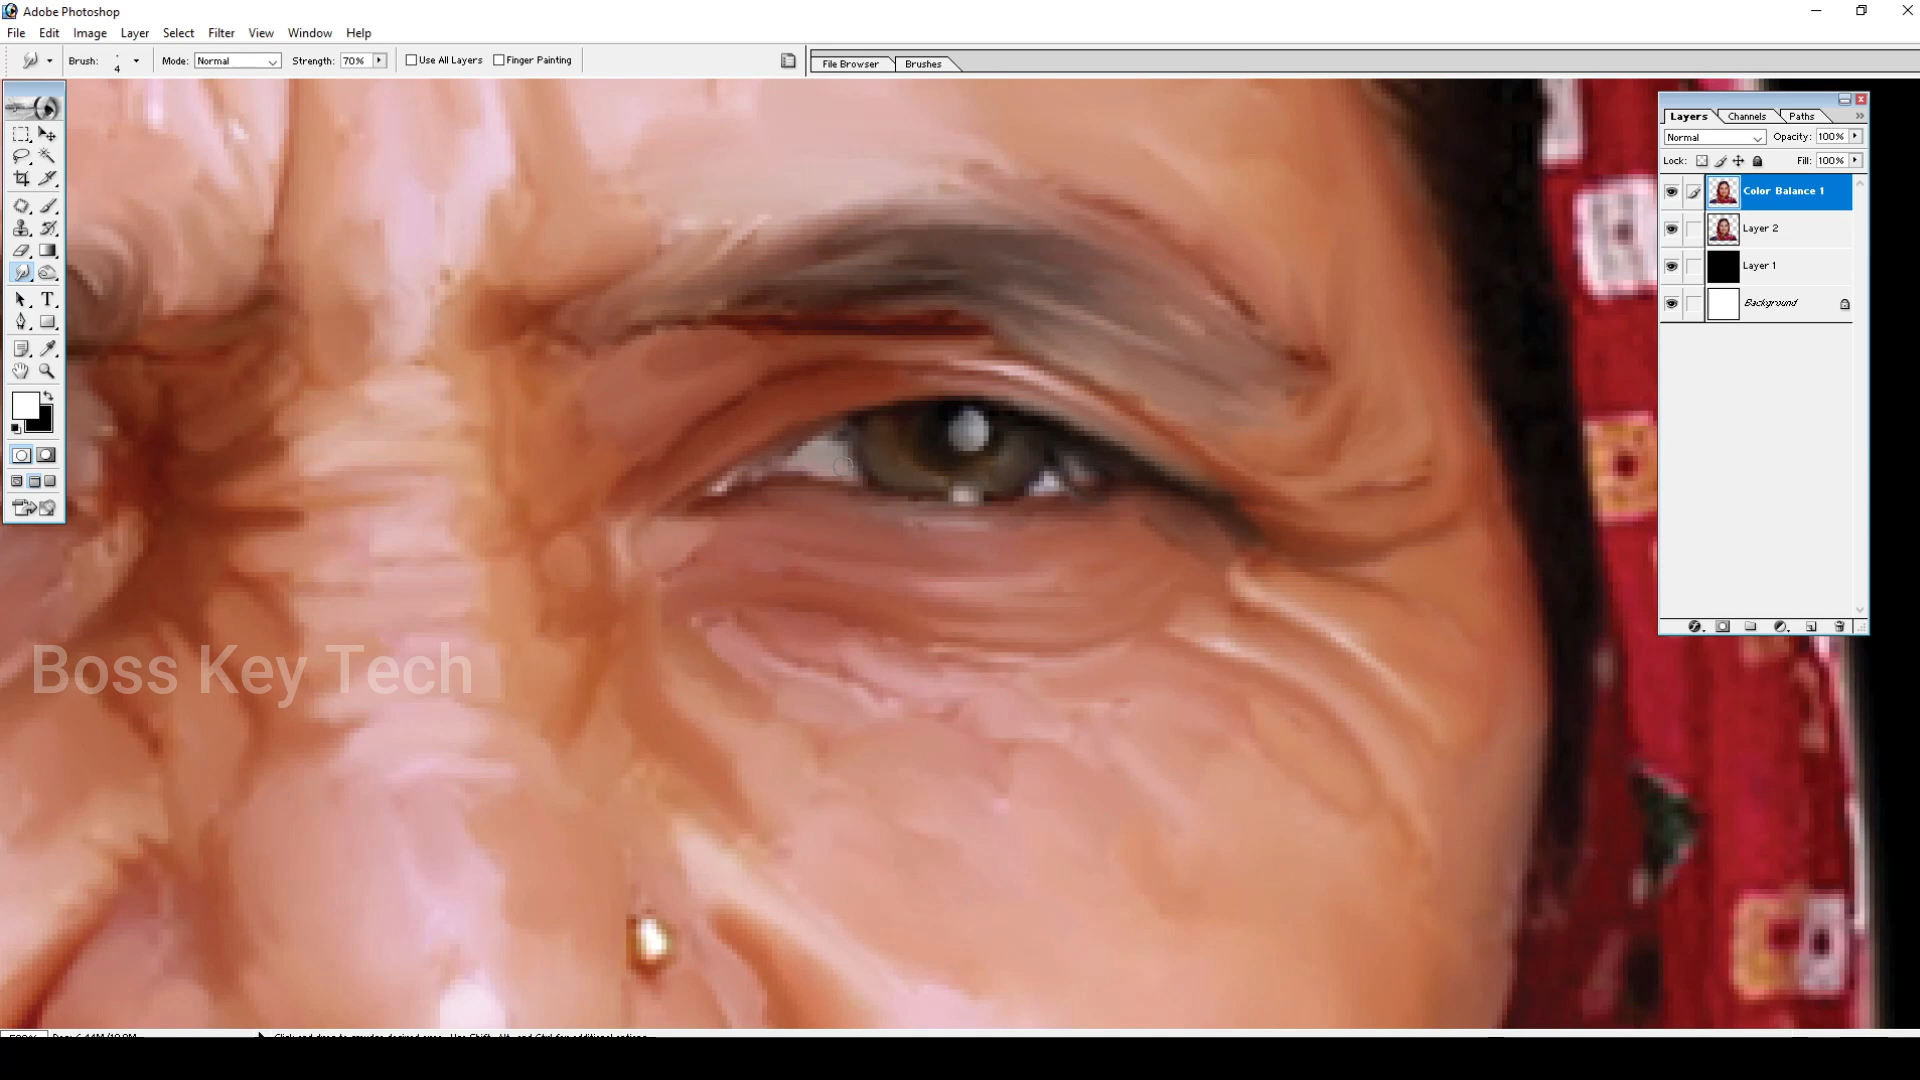 Adobe Photoshop
File Edit Image Layer Select Filter View Window Help
Brush: 4 Mode: Normal Strength: 70% Use All Layers Finger Painting File Browser Brushes
Layers Channels Paths
Normal Opacity: 100%
Lock: Fill: 100%
Color Balance 1
Layer 2
Layer 1
Background
Boss Key Tech